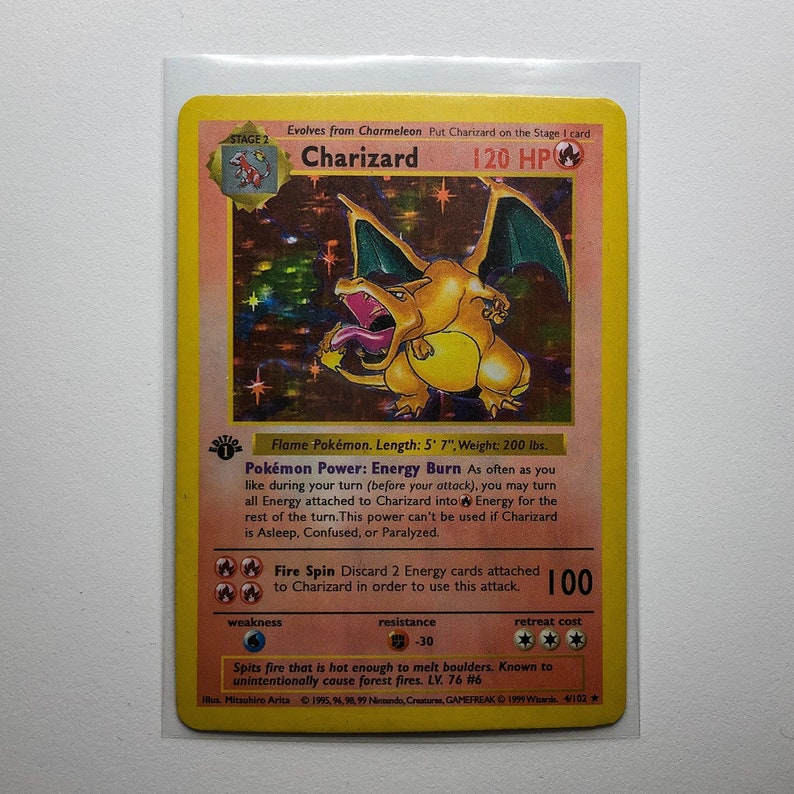 Evolves from Charmeleon Put Charizard on the Stage 1 card
STAGE 2
Charizard 120 HP
EDITION
1
Flame Pokémon. Length: 5' 7", Weight: 200 lbs.
Pokémon Power: Energy Burn As often as you
like during your turn (before your attack), you may turn
all Energy attached to Charizard into Energy for the
rest of the turn.This power can't be used if Charizard
is Asleep, Confused, or Paralyzed.
Fire Spin Discard 2 Energy cards attached
to Charizard in order to use this attack.
100
weakness resistance retreat cost
-30
Spits fire that is hot enough to melt boulders. Known to
unintentionally cause forest fires. LV. 76 #6
Illus. Mitsuhiro Arita © 1995, 96, 98, 99 Nintendo, Creatures, GAMEFREAK © 1999 Wizards. 4/102 ★